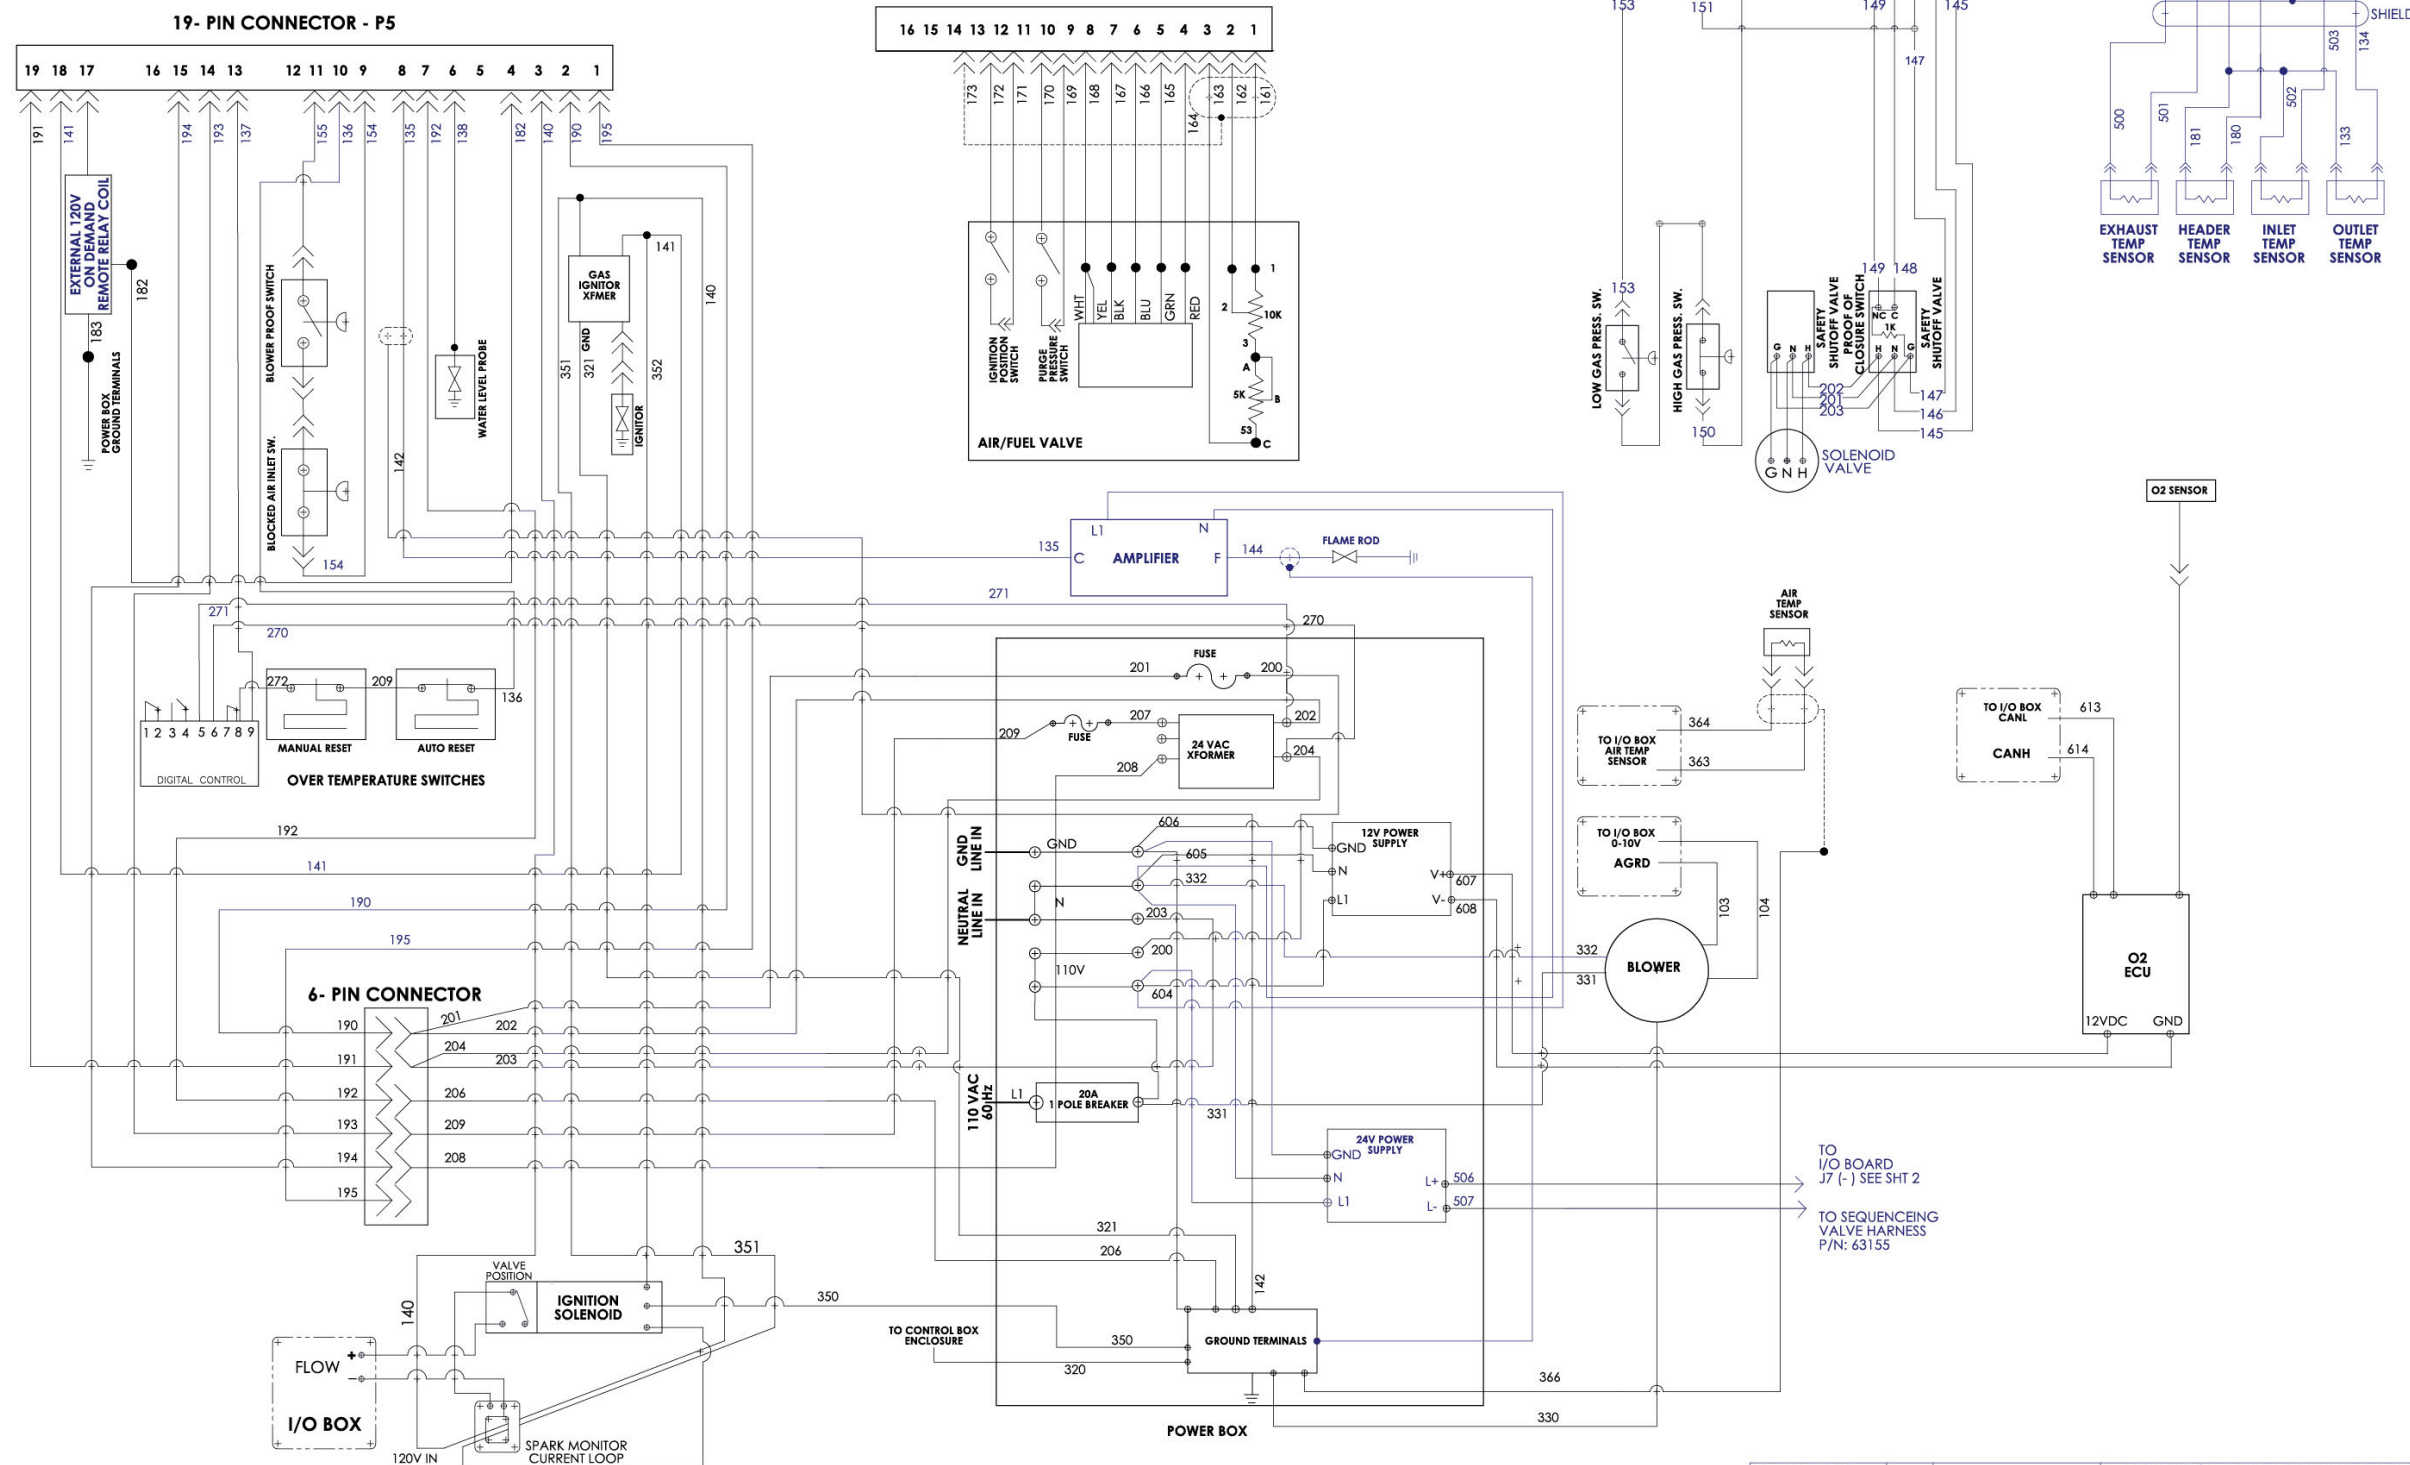 19- PIN CONNECTOR - P5
19 18 17 16 15 14 13 12 11 10 9 8 7 6 5 4 3 2 1
191 141 194 193 137 155 136 154 135 192 138 182 140 190 195
EXTERNAL 120V
ON DEMAND
REMOTE RELAY COIL
182
183
POWER BOX
GROUND TERMINALS
BLOWER PROOF SWITCH
BLOCKED AIR INLET SW.
154
142
WATER LEVEL PROBE
GAS
IGNITOR
XFMER
141
140
351
321 GND
352
IGNITOR
16 15 14 13 12 11 10 9 8 7 6 5 4 3 2 1
173 172 171 170 169 168 167 166 165 164 163 162 161
IGNITION
POSITION
SWITCH
PURGE
PRESSURE
SWITCH
WHT YEL BLK BLU GRN RED
1
2
10K
3
A
5K
B
53
C
AIR/FUEL VALVE
153
151
149
145
147
153
LOW GAS PRESS. SW.
HIGH GAS PRESS. SW.
150
149 148
G N H
SAFETY
SHUTOFF VALVE
PROOF OF
CLOSURE SWITCH
NC C
1K
H N G
SAFETY
SHUTOFF VALVE
202
201
203
147
146
145
G N H
SOLENOID
VALVE
SHIELD
503
134
500
501
181
180
502
133
EXHAUST
TEMP
SENSOR
HEADER
TEMP
SENSOR
INLET
TEMP
SENSOR
OUTLET
TEMP
SENSOR
O2 SENSOR
L1 N
135
C AMPLIFIER F
144
FLAME ROD
271
271
270
270
272
209
136
MANUAL RESET
AUTO RESET
OVER TEMPERATURE SWITCHES
1 2 3 4 5 6 7 8 9
DIGITAL CONTROL
201
FUSE
200
209
FUSE
207
24 VAC
XFORMER
202
204
208
192
141
190
195
GND
LINE IN
GND
NEUTRAL
LINE IN
N
110V
606
605
332
203
200
604
12V POWER
SUPPLY
GND
N
L1
V+
607
V-
608
AIR
TEMP
SENSOR
TO I/O BOX
AIR TEMP
SENSOR
364
363
TO I/O BOX
0-10V
AGRD
103
104
332
331
BLOWER
TO I/O BOX
CANL
CANH
613
614
O2
ECU
12VDC GND
6- PIN CONNECTOR
190 201
202
204
191 203
192 206
193 209
194 208
195
110 VAC
60 Hz
L1
20A
1 POLE BREAKER
331
24V POWER
SUPPLY
GND
N
L1
L+ 506
L- 507
TO
I/O BOARD
J7 (- ) SEE SHT 2
TO SEQUENCEING
VALVE HARNESS
P/N: 63155
321
206
142
351
VALVE
POSITION
IGNITION
SOLENOID
350
140
TO CONTROL BOX
ENCLOSURE
350
320
GROUND TERMINALS
366
330
POWER BOX
FLOW + -
I/O BOX
120V IN
SPARK MONITOR
CURRENT LOOP